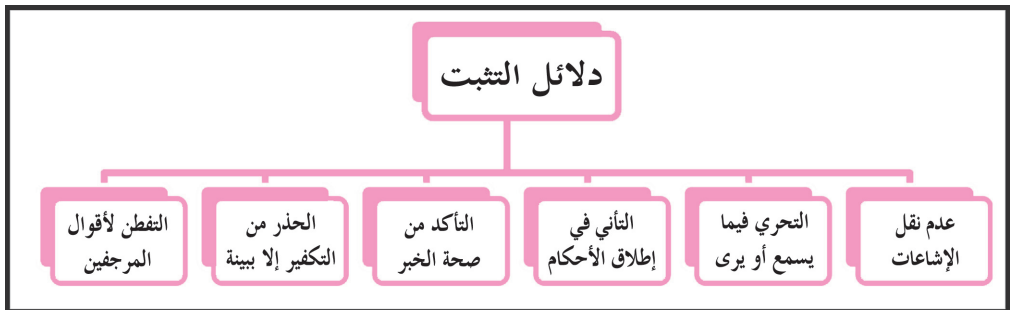 دلائل التثبت
عدم نقل
الإشاعات
التحري فيما
يسمع أو يرى
التأني في
إطلاق الأحكام
التأكد من
صحة الخبر
الحذر من
التكفير إلا ببينة
التفطن لأقوال
المرجفين